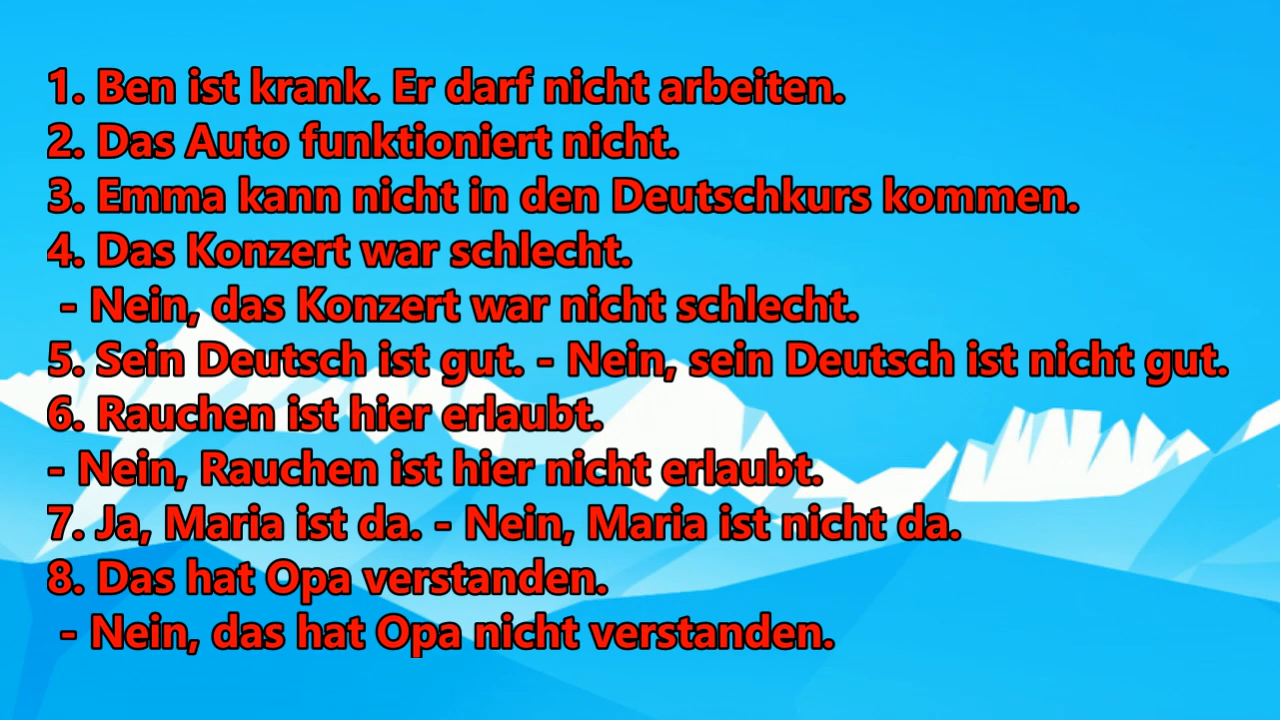 1. Ben ist krank. Er darf nicht arbeiten.
2. Das Auto funktioniert nicht.
3. Emma kann nicht in den Deutschkurs kommen.
4. Das Konzert war schlecht.
- Nein, das Konzert war nicht schlecht.
5. Sein Deutsch ist gut. - Nein, sein Deutsch ist nicht gut.
6. Rauchen ist hier erlaubt.
- Nein, Rauchen ist hier nicht erlaubt.
7. Ja, Maria ist da. - Nein, Maria ist nicht da.
8. Das hat Opa verstanden.
- Nein, das hat Opa nicht verstanden.